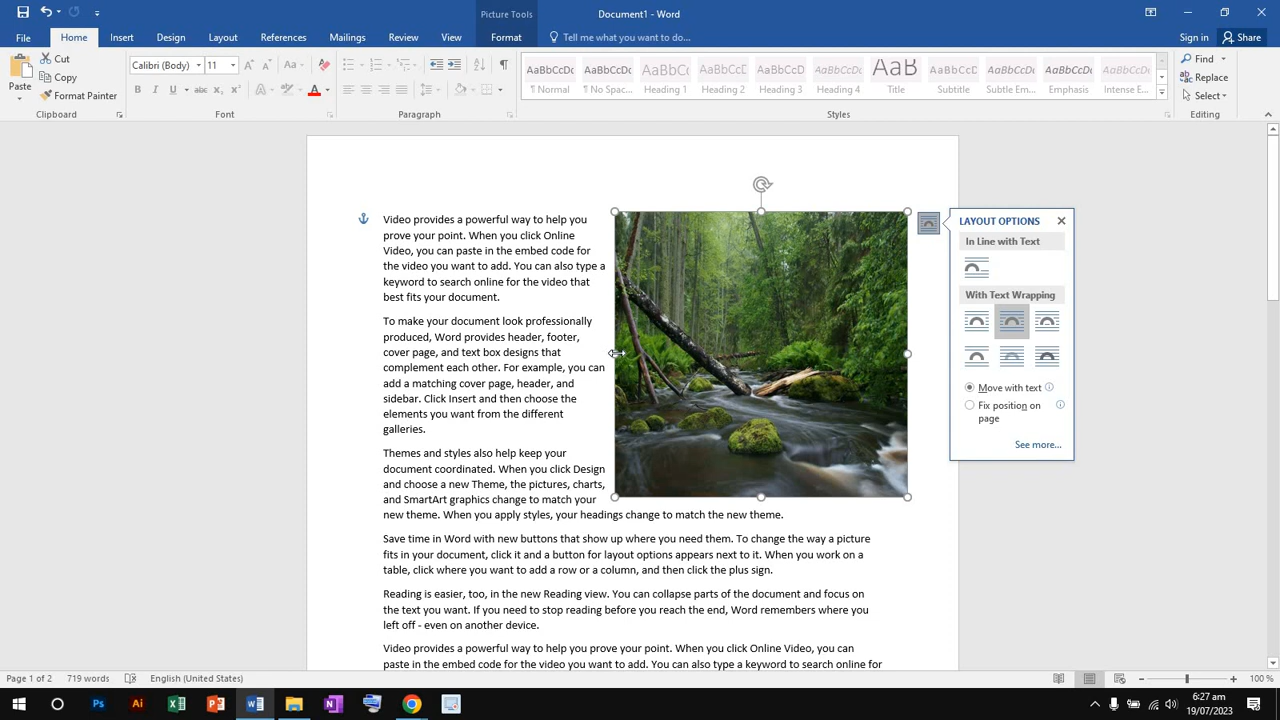 Picture Tools
Document1 - Word
File Home Insert Design Layout References Mailings Review View Format Tell me what you want to do... Sign in Share
Paste
Cut
Copy
Format Painter
Clipboard
Calibri (Body) 11
Font
Paragraph
AaBbCcDc AaBbCcDc AaBbCcDc AaBbCcDc AaBbCcDc AaBbCcDc AaB AaBbCcDc AaBbCcDc AaBbCcDc AaBbCcDc
¶ Normal ¶ No Spac... Heading 1 Heading 2 Heading 3 Heading 4 Title Subtitle Subtle Em... Emphasis Intense E...
Styles
Find
Replace
Select
Editing
Video provides a powerful way to help you
prove your point. When you click Online
Video, you can paste in the embed code for
the video you want to add. You can also type a
keyword to search online for the video that
best fits your document.
To make your document look professionally
produced, Word provides header, footer,
cover page, and text box designs that
complement each other. For example, you can
add a matching cover page, header, and
sidebar. Click Insert and then choose the
elements you want from the different
galleries.
Themes and styles also help keep your
document coordinated. When you click Design
and choose a new Theme, the pictures, charts,
and SmartArt graphics change to match your
new theme. When you apply styles, your headings change to match the new theme.
Save time in Word with new buttons that show up where you need them. To change the way a picture
fits in your document, click it and a button for layout options appears next to it. When you work on a
table, click where you want to add a row or a column, and then click the plus sign.
Reading is easier, too, in the new Reading view. You can collapse parts of the document and focus on
the text you want. If you need to stop reading before you reach the end, Word remembers where you
left off - even on another device.
Video provides a powerful way to help you prove your point. When you click Online Video, you can
paste in the embed code for the video you want to add. You can also type a keyword to search online for
LAYOUT OPTIONS
In Line with Text
With Text Wrapping
Move with text
Fix position on
page
See more...
Page 1 of 2 719 words English (United States) 100 %
6:27 am
19/07/2023